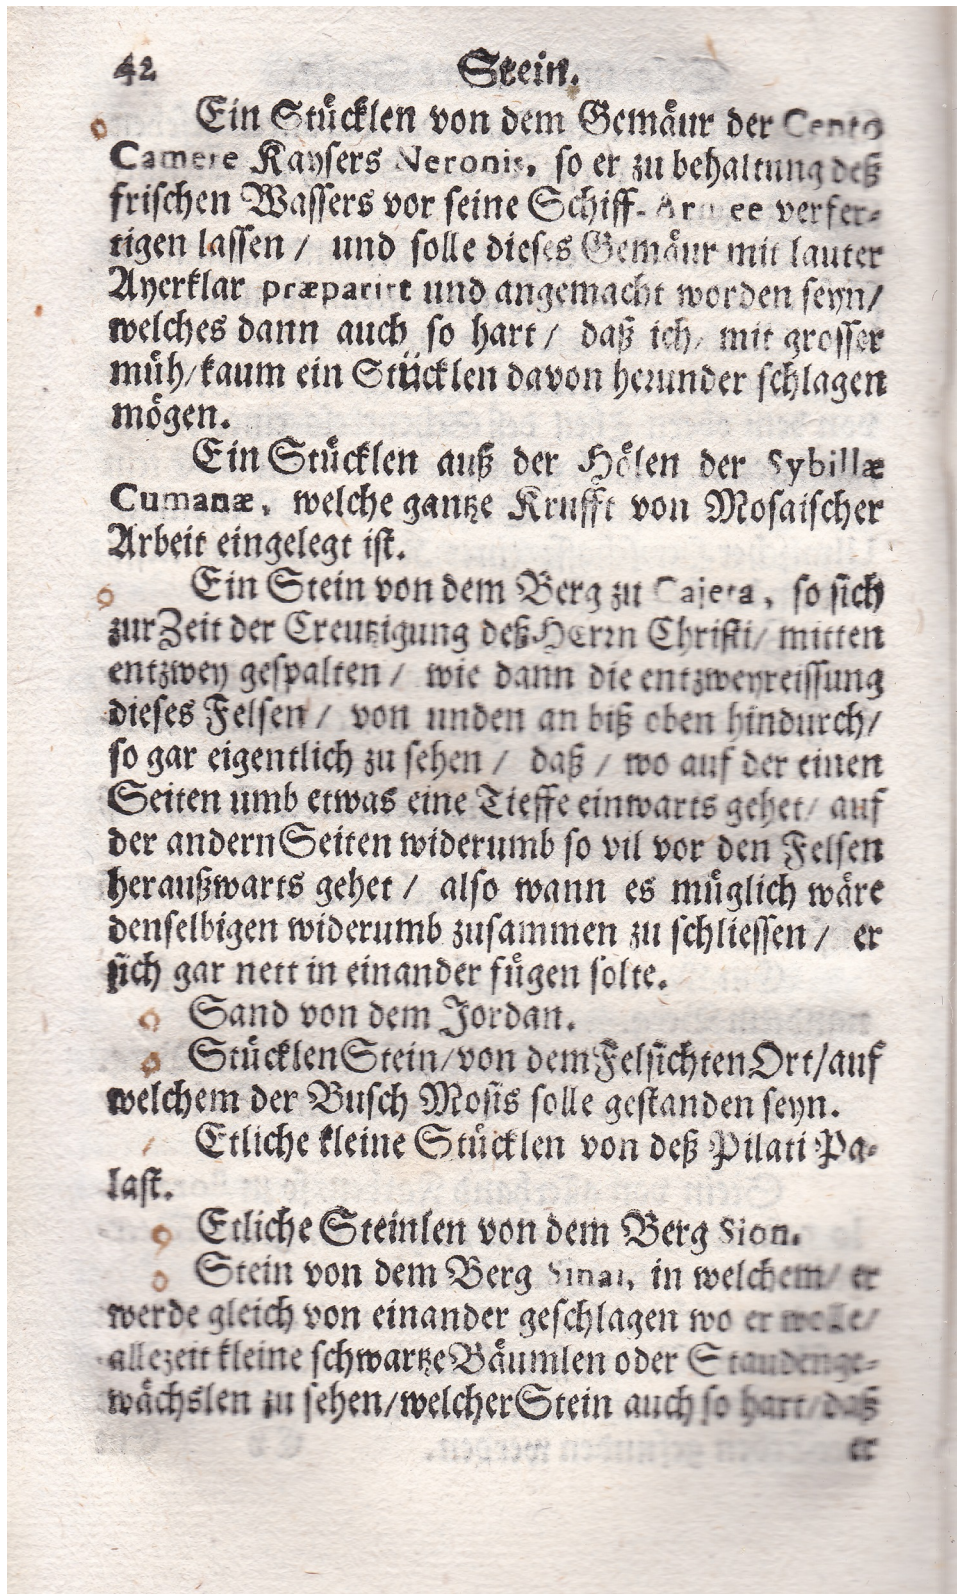 42 Stein.
Ein Stücklen von dem Gemäur der Cento
Camere Kaysers Neronis, so er zu behaltung deß
frischen Wassers vor seine Schiff-Armee verfer-
tigen lassen / und solle dieses Gemäur mit lauter
Ayerklar præparirt und angemacht worden seyn /
welches dann auch so hart / daß ich / mit grosser
müh / kaum ein Stücklen davon herunder schlagen
mögen.
Ein Stücklen auß der Hölen der Sybillæ
Cumanæ, welche gantze Krufft von Mosaischer
Arbeit eingelegt ist.
Ein Stein von dem Berg zu Cajeta, so sich
zur Zeit der Creutzigung deß HErrn Christi / mitten
entzwey gespalten / wie dann die entzweyreissung
dieses Felsen / von unden an biß oben hindurch /
so gar eigentlich zu sehen / daß / wo auf der einen
Seiten umb etwas eine Tieffe einwarts gehet / auf
der andern Seiten widerumb so vil vor den Felsen
heraußwarts gehet / also wann es müglich wäre
denselbigen widerumb zusammen zu schliessen / er
sich gar nett in einander fügen solte.
Sand von dem Jordan.
Stücklen Stein / von dem Felsichten Ort / auf
welchem der Busch Mosis solle gestanden seyn.
Etliche kleine Stücklen von deß Pilati Pa-
last.
Etliche Steinlen von dem Berg Sion.
Stein von dem Berg Sinai, in welchem / er
werde gleich von einander geschlagen wo er wolle /
allezeit kleine schwartze Bäumlen oder Staudenge-
wächslen zu sehen / welcher Stein auch so hart / daß
er